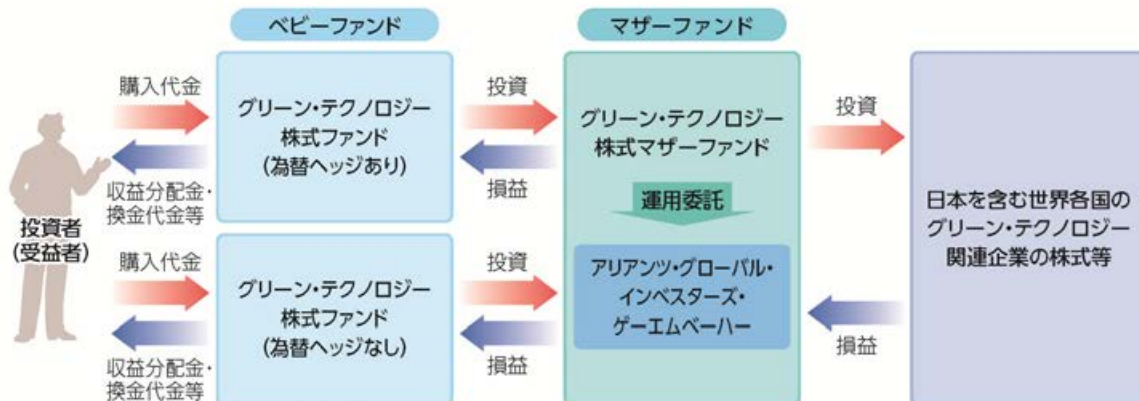 ベビーファンド
マザーファンド
購入代金
収益分配金・
換金代金等
投資者
(受益者)
購入代金
収益分配金・
換金代金等
グリーン・テクノロジー
株式ファンド
(為替ヘッジあり)
グリーン・テクノロジー
株式ファンド
(為替ヘッジなし)
投資
損益
投資
損益
グリーン・テクノロジー
株式マザーファンド
運用委託
アリアンツ・グローバル・
インベスターズ・
ゲーエムベーハー
投資
損益
日本を含む世界各国の
グリーン・テクノロジー
関連企業の株式等